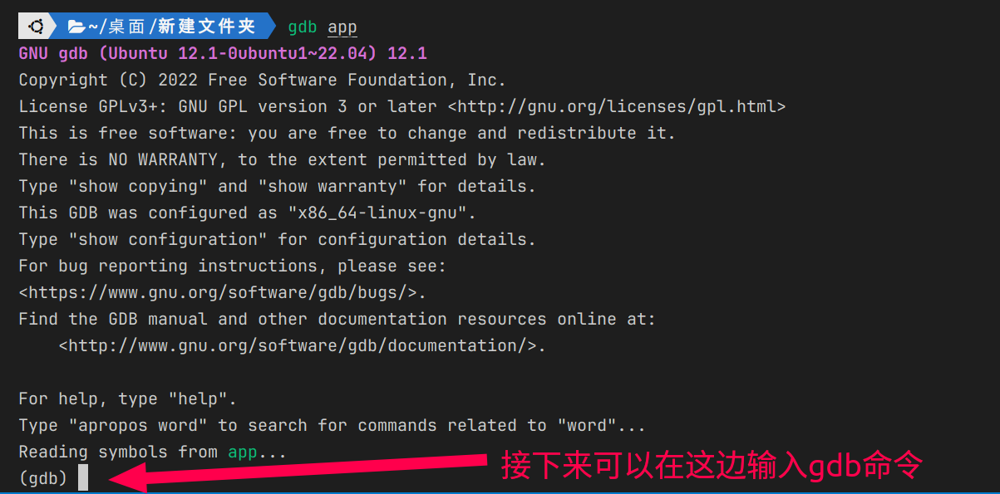 ~/桌面/新建文件夹 gdb app
GNU gdb (Ubuntu 12.1-0ubuntu1~22.04) 12.1
Copyright (C) 2022 Free Software Foundation, Inc.
License GPLv3+: GNU GPL version 3 or later <http://gnu.org/licenses/gpl.html>
This is free software: you are free to change and redistribute it.
There is NO WARRANTY, to the extent permitted by law.
Type "show copying" and "show warranty" for details.
This GDB was configured as "x86_64-linux-gnu".
Type "show configuration" for configuration details.
For bug reporting instructions, please see:
<https://www.gnu.org/software/gdb/bugs/>.
Find the GDB manual and other documentation resources online at:
    <http://www.gnu.org/software/gdb/documentation/>.

For help, type "help".
Type "apropos word" to search for commands related to "word"...
Reading symbols from app...
(gdb)
接下来可以在这边输入gdb命令